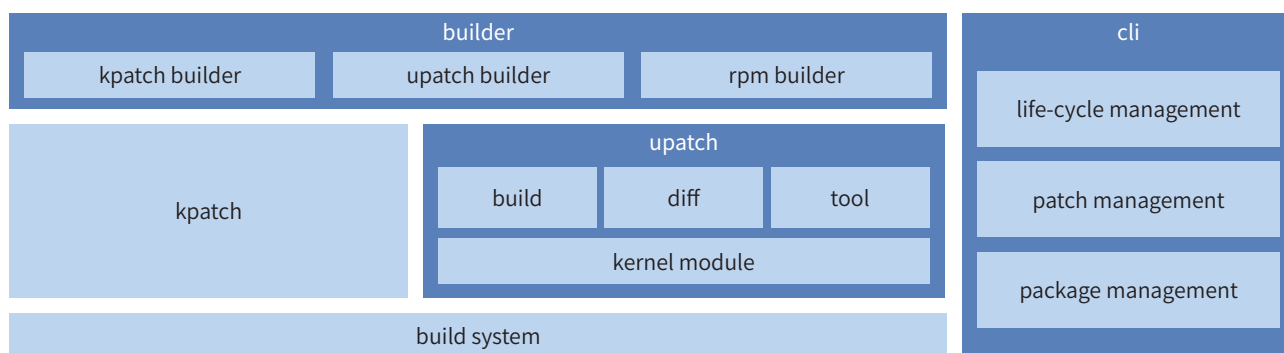 builder
kpatch builder
upatch builder
rpm builder
kpatch
upatch
build
diff
tool
kernel module
build system
cli
life-cycle management
patch management
package management